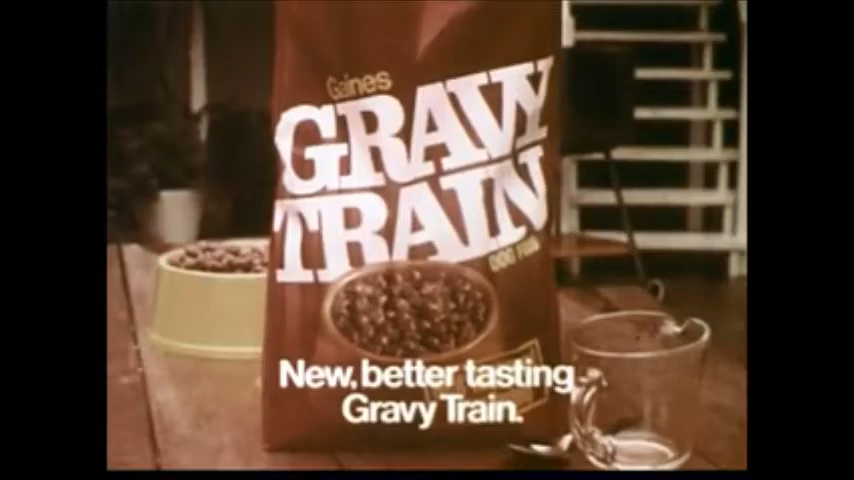 Gaines
GRAVY
TRAIN
DOG FOOD
New, better tasting
Gravy Train.